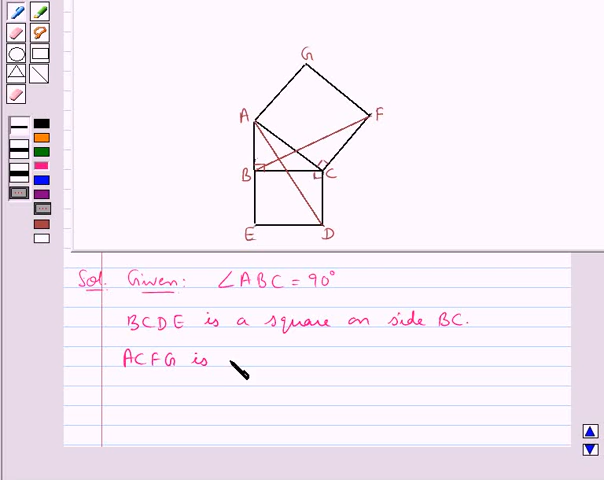 G
A
F
B
C
E
D
Sol. Given: ∠ABC = 90°
BCDE is a square on side BC.
ACFG is